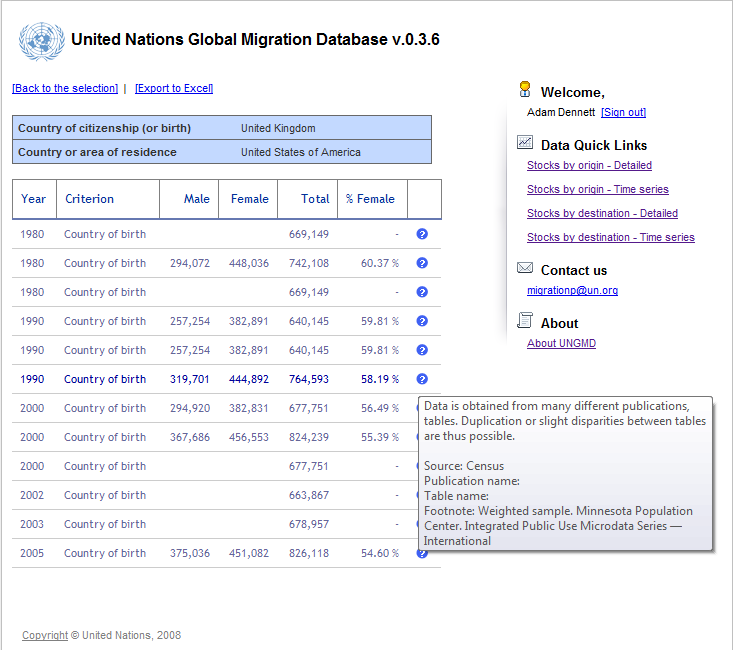 United Nations Global Migration Database v.0.3.6
[Back to the selection] | [Export to Excel]
Country of citizenship (or birth) United Kingdom
Country or area of residence United States of America
Year Criterion Male Female Total % Female
1980 Country of birth 669,149 - ?
1980 Country of birth 294,072 448,036 742,108 60.37 % ?
1980 Country of birth 669,149 - ?
1990 Country of birth 257,254 382,891 640,145 59.81 % ?
1990 Country of birth 257,254 382,891 640,145 59.81 % ?
1990 Country of birth 319,701 444,892 764,593 58.19 % ?
2000 Country of birth 294,920 382,831 677,751 56.49 %
2000 Country of birth 367,686 456,553 824,239 55.39 %
2000 Country of birth 677,751 -
2002 Country of birth 663,867 -
2003 Country of birth 678,957 -
2005 Country of birth 375,036 451,082 826,118 54.60 % ?
Data is obtained from many different publications,
tables. Duplication or slight disparities between tables
are thus possible.
Source: Census
Publication name:
Table name:
Footnote: Weighted sample. Minnesota Population
Center. Integrated Public Use Microdata Series —
International
Welcome,
Adam Dennett [Sign out]
Data Quick Links
Stocks by origin - Detailed
Stocks by origin - Time series
Stocks by destination - Detailed
Stocks by destination - Time series
Contact us
migrationp@un.org
About
About UNGMD
Copyright © United Nations, 2008